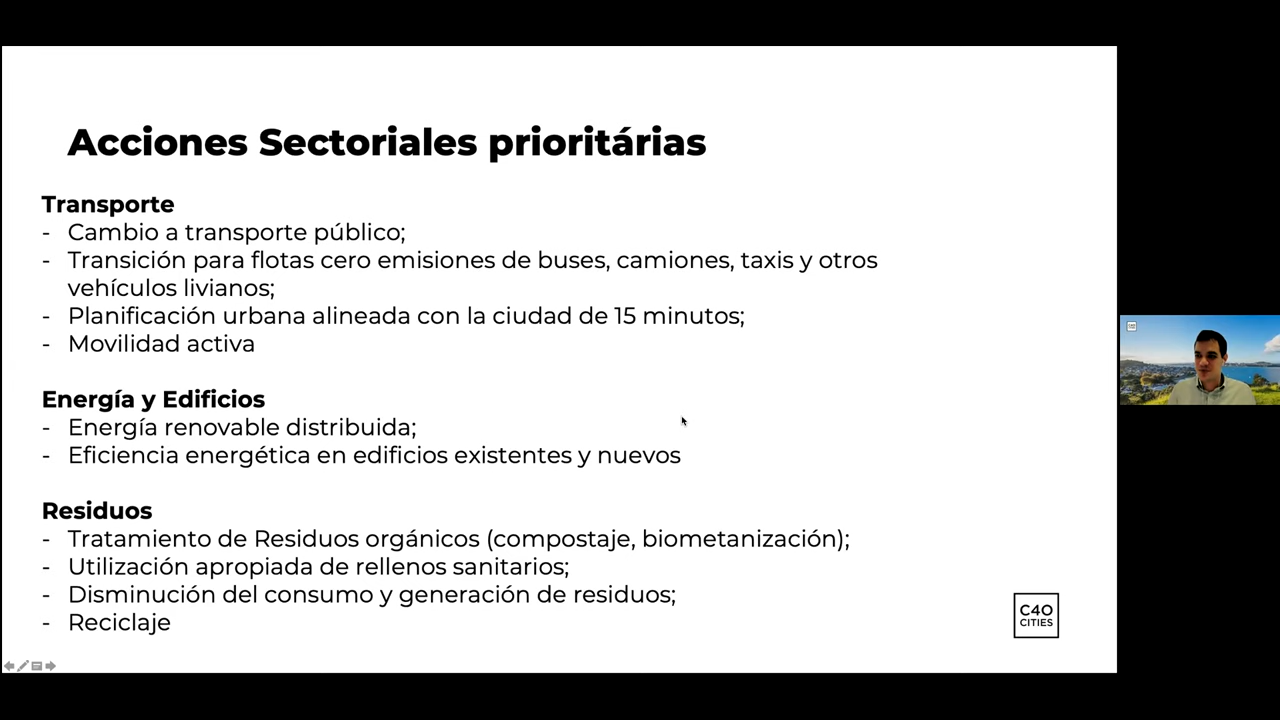 Acciones Sectoriales prioritárias
Transporte
- Cambio a transporte público;
- Transición para flotas cero emisiones de buses, camiones, taxis y otros
vehículos livianos;
- Planificación urbana alineada con la ciudad de 15 minutos;
- Movilidad activa
Energía y Edificios
- Energía renovable distribuida;
- Eficiencia energética en edificios existentes y nuevos
Residuos
- Tratamiento de Residuos orgánicos (compostaje, biometanización);
- Utilización apropiada de rellenos sanitarios;
- Disminución del consumo y generación de residuos;
- Reciclaje
C40
CITIES